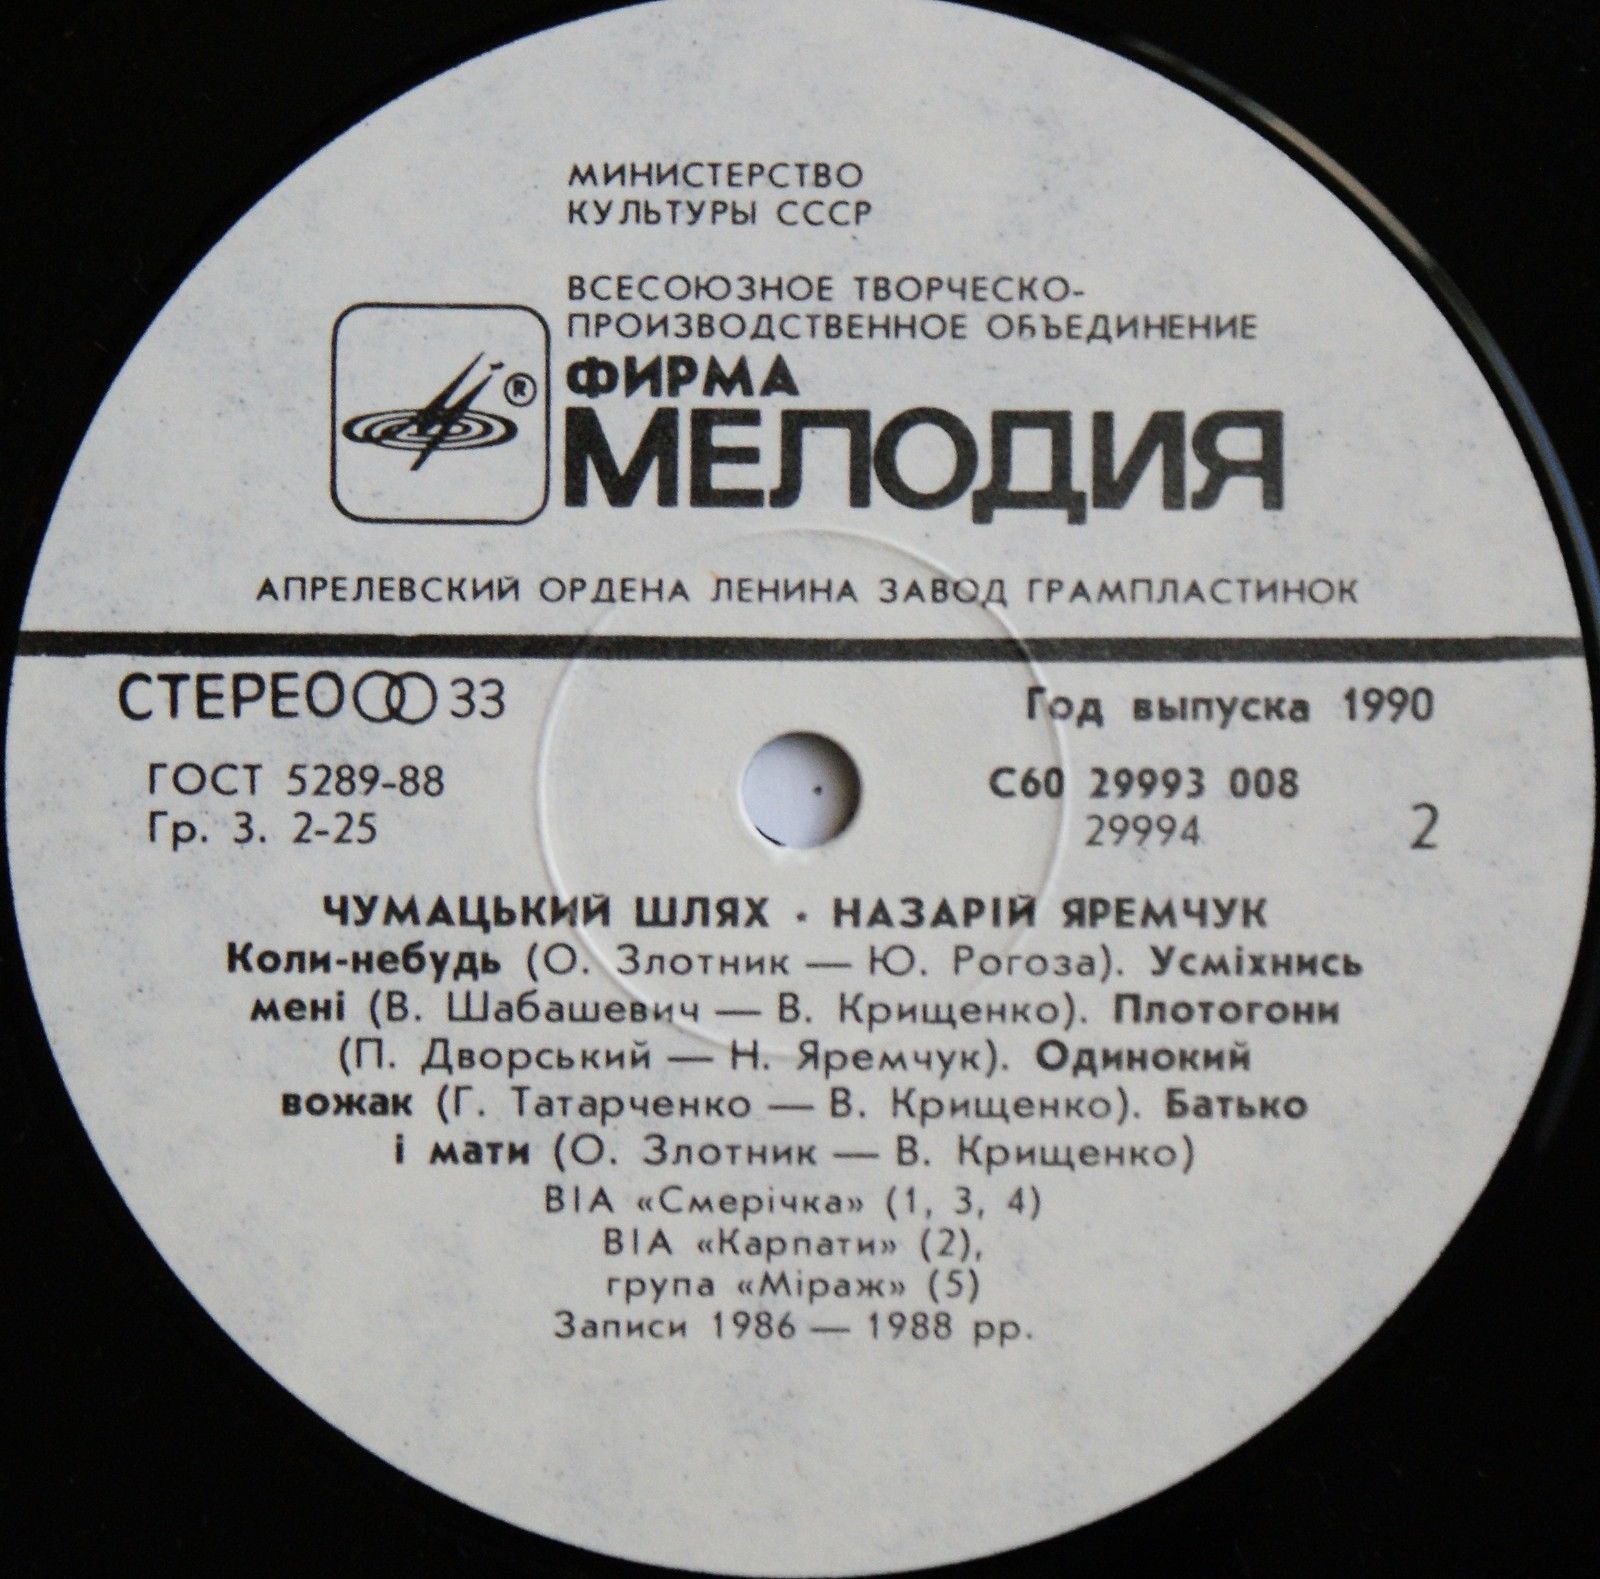 МИНИСТЕРСТВО
КУЛЬТУРЫ СССР
ВСЕСОЮЗНОЕ ТВОРЧЕСКО-
ПРОИЗВОДСТВЕННОЕ ОБЪЕДИНЕНИЕ
ФИРМА
МЕЛОДИЯ
®
АПРЕЛЕВСКИЙ ОРДЕНА ЛЕНИНА ЗАВОД ГРАМПЛАСТИНОК
СТЕРЕО 33
Год выпуска 1990
ГОСТ 5289-88
С60 29993 008
Гр. 3. 2-25
29994
2
ЧУМАЦЬКИЙ ШЛЯХ · НАЗАРІЙ ЯРЕМЧУК
Коли-небудь (О. Злотник — Ю. Рогоза). Усміхнись
мені (В. Шабашевич — В. Крищенко). Плотогони
(П. Дворський — Н. Яремчук). Одинокий
вожак (Г. Татарченко — В. Крищенко). Батько
і мати (О. Злотник — В. Крищенко)
ВІА «Смерічка» (1, 3, 4)
ВІА «Карпати» (2),
група «Міраж» (5)
Записи 1986 — 1988 рр.